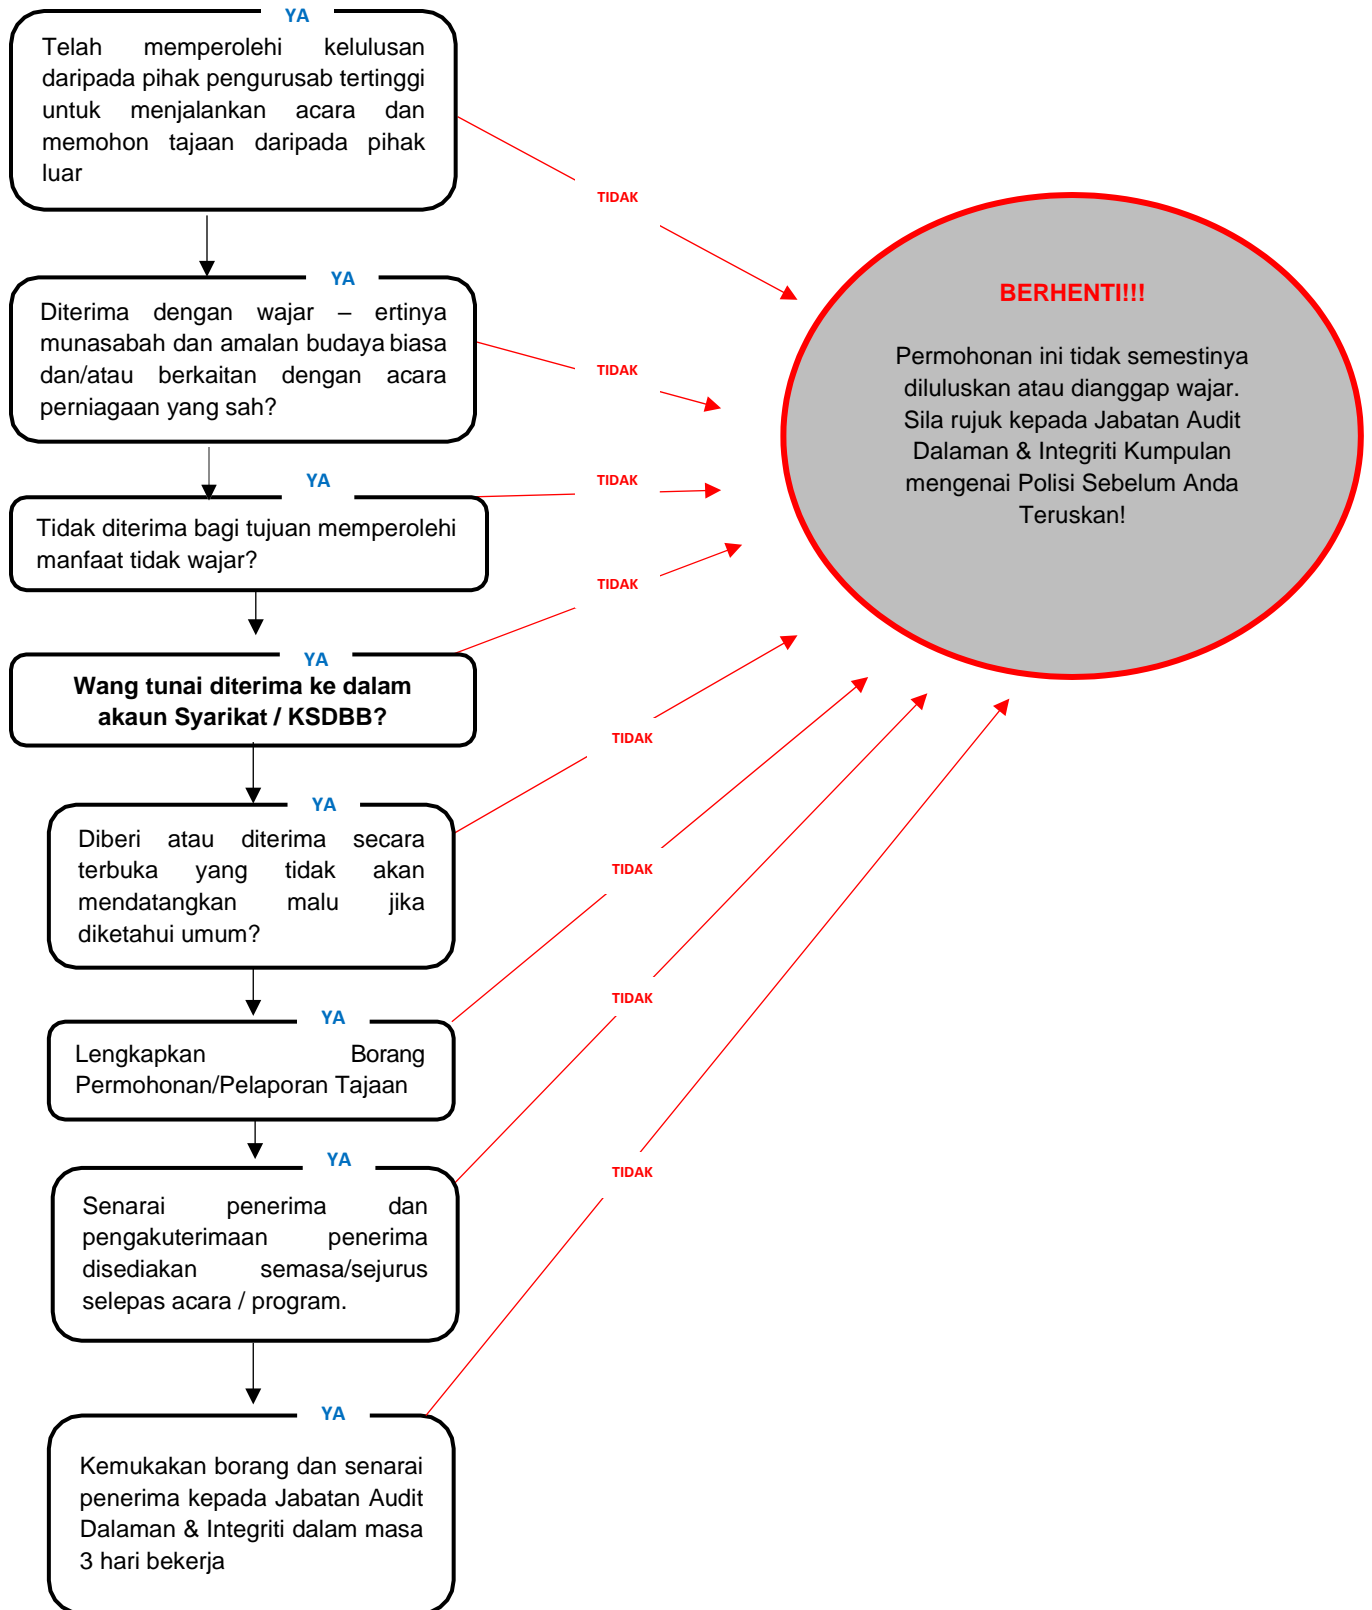 YA
Telah memperolehi kelulusan
daripada pihak pengurusab tertinggi
untuk menjalankan acara dan
memohon tajaan daripada pihak
luar
TIDAK
YA
Diterima dengan wajar – ertinya
munasabah dan amalan budaya biasa
dan/atau berkaitan dengan acara
perniagaan yang sah?
TIDAK
YA
Tidak diterima bagi tujuan memperolehi
manfaat tidak wajar?
TIDAK
YA
Wang tunai diterima ke dalam
akaun Syarikat / KSDBB?
TIDAK
YA
Diberi atau diterima secara
terbuka yang tidak akan
mendatangkan malu jika
diketahui umum?
TIDAK
YA
Lengkapkan Borang
Permohonan/Pelaporan Tajaan
TIDAK
YA
Senarai penerima dan
pengakuterimaan penerima
disediakan semasa/sejurus
selepas acara / program.
TIDAK
YA
Kemukakan borang dan senarai
penerima kepada Jabatan Audit
Dalaman & Integriti dalam masa
3 hari bekerja
TIDAK
BERHENTI!!!
Permohonan ini tidak semestinya
diluluskan atau dianggap wajar.
Sila rujuk kepada Jabatan Audit
Dalaman & Integriti Kumpulan
mengenai Polisi Sebelum Anda
Teruskan!